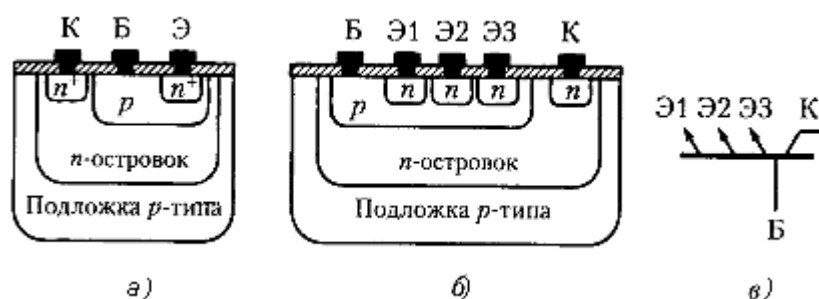 К Б Э
n⁺ n⁺
p
n-островок
Подложка p-типа
а)
Б Э1 Э2 Э3 К
n n n n
p
n-островок
Подложка p-типа
б)
Э1 Э2 Э3 К
Б
в)